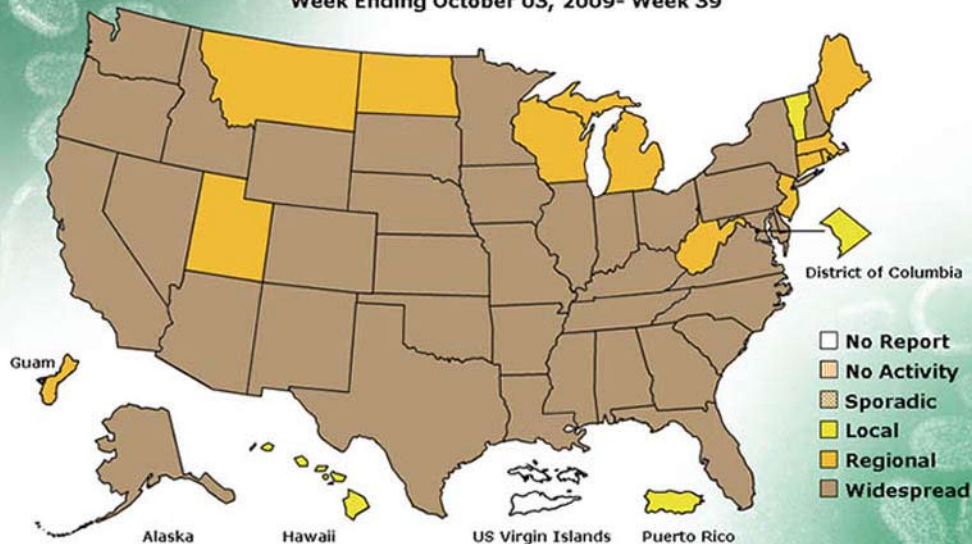 Week Ending October 03, 2009- Week 39
District of Columbia
Guam
No Report
No Activity
Sporadic
Local
Regional
Widespread
Alaska
Hawaii
US Virgin Islands
Puerto Rico